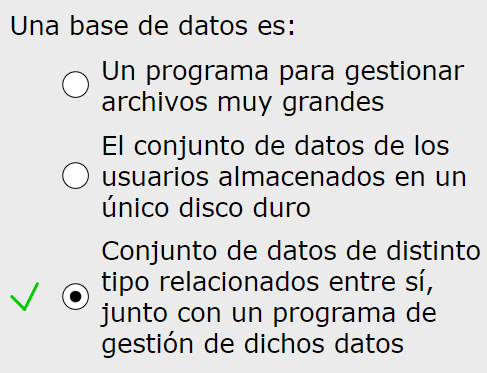 Una base de datos es:
Un programa para gestionar
archivos muy grandes
El conjunto de datos de los
usuarios almacenados en un
único disco duro
Conjunto de datos de distinto
tipo relacionados entre sí,
junto con un programa de
gestión de dichos datos